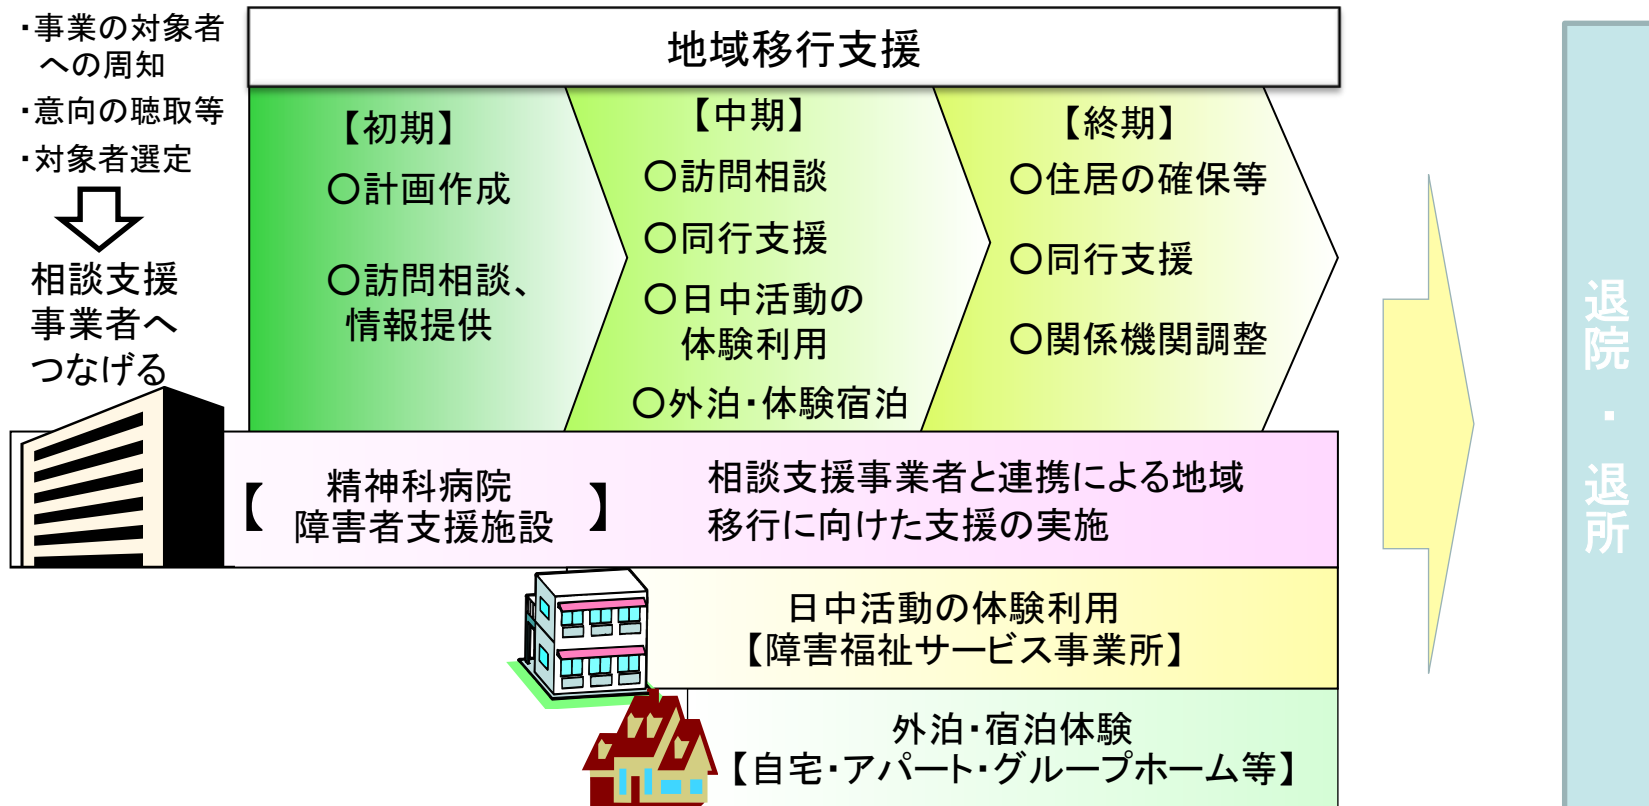 ・事業の対象者
への周知
・意向の聴取等
・対象者選定
相談支援
事業者へ
つなげる
地域移行支援
【初期】
○計画作成
○訪問相談、
情報提供
【中期】
○訪問相談
○同行支援
○日中活動の
体験利用
○外泊・体験宿泊
【終期】
○住居の確保等
○同行支援
○関係機関調整
【 精神科病院
障害者支援施設 】
相談支援事業者と連携による地域
移行に向けた支援の実施
日中活動の体験利用
【障害福祉サービス事業所】
外泊・宿泊体験
【自宅・アパート・グループホーム等】
退院・退所